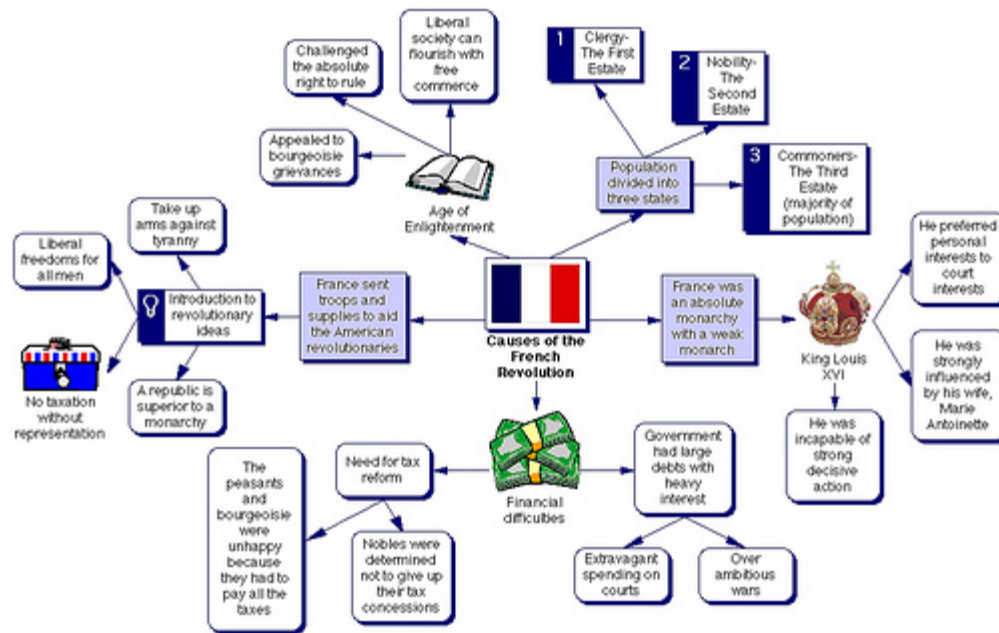 Liberal
society can
flourish with
free
commerce
Challenged
the absolute
right to rule
Appealed to
bourgeoisie
grievances
Age of
Enlightenment
1
Clergy-
The First
Estate
2
Nobility-
The
Second
Estate
3
Commoners-
The Third
Estate
(majority of
population)
Population
divided into
three states
Take up
arms against
tyranny
Liberal
freedoms for
all men
Introduction to
revolutionary
ideas
No taxation
without
representation
A republic is
superior to a
monarchy
France sent
troops and
supplies to aid
the American
revolutionaries
Causes of the
French
Revolution
France was
an absolute
monarchy
with a weak
monarch
King Louis
XVI
He preferred
personal
interests to
court
interests
He was
strongly
influenced
by his wife,
Marie
Antoinette
He was
incapable of
strong
decisive
action
Financial
difficulties
Need for tax
reform
The
peasants
and
bourgeoisie
were
unhappy
because
they had to
pay all the
taxes
Nobles were
determined
not to give up
their tax
concessions
Government
had large
debts with
heavy
interest
Extravagant
spending on
courts
Over
ambitious
wars